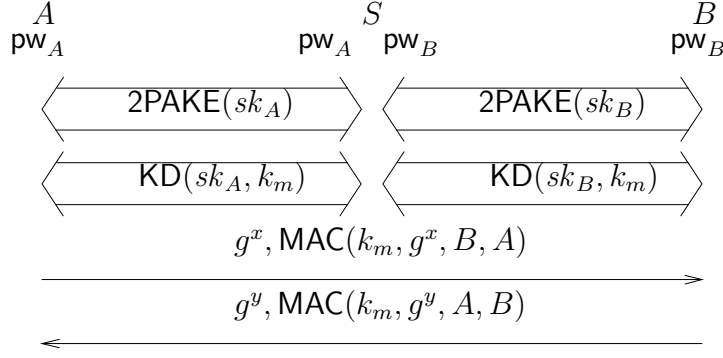 A S B
pw_A pw_A pw_B pw_B
2PAKE(sk_A) 2PAKE(sk_B)
KD(sk_A, k_m) KD(sk_B, k_m)
g^x, MAC(k_m, g^x, B, A)
g^y, MAC(k_m, g^y, A, B)